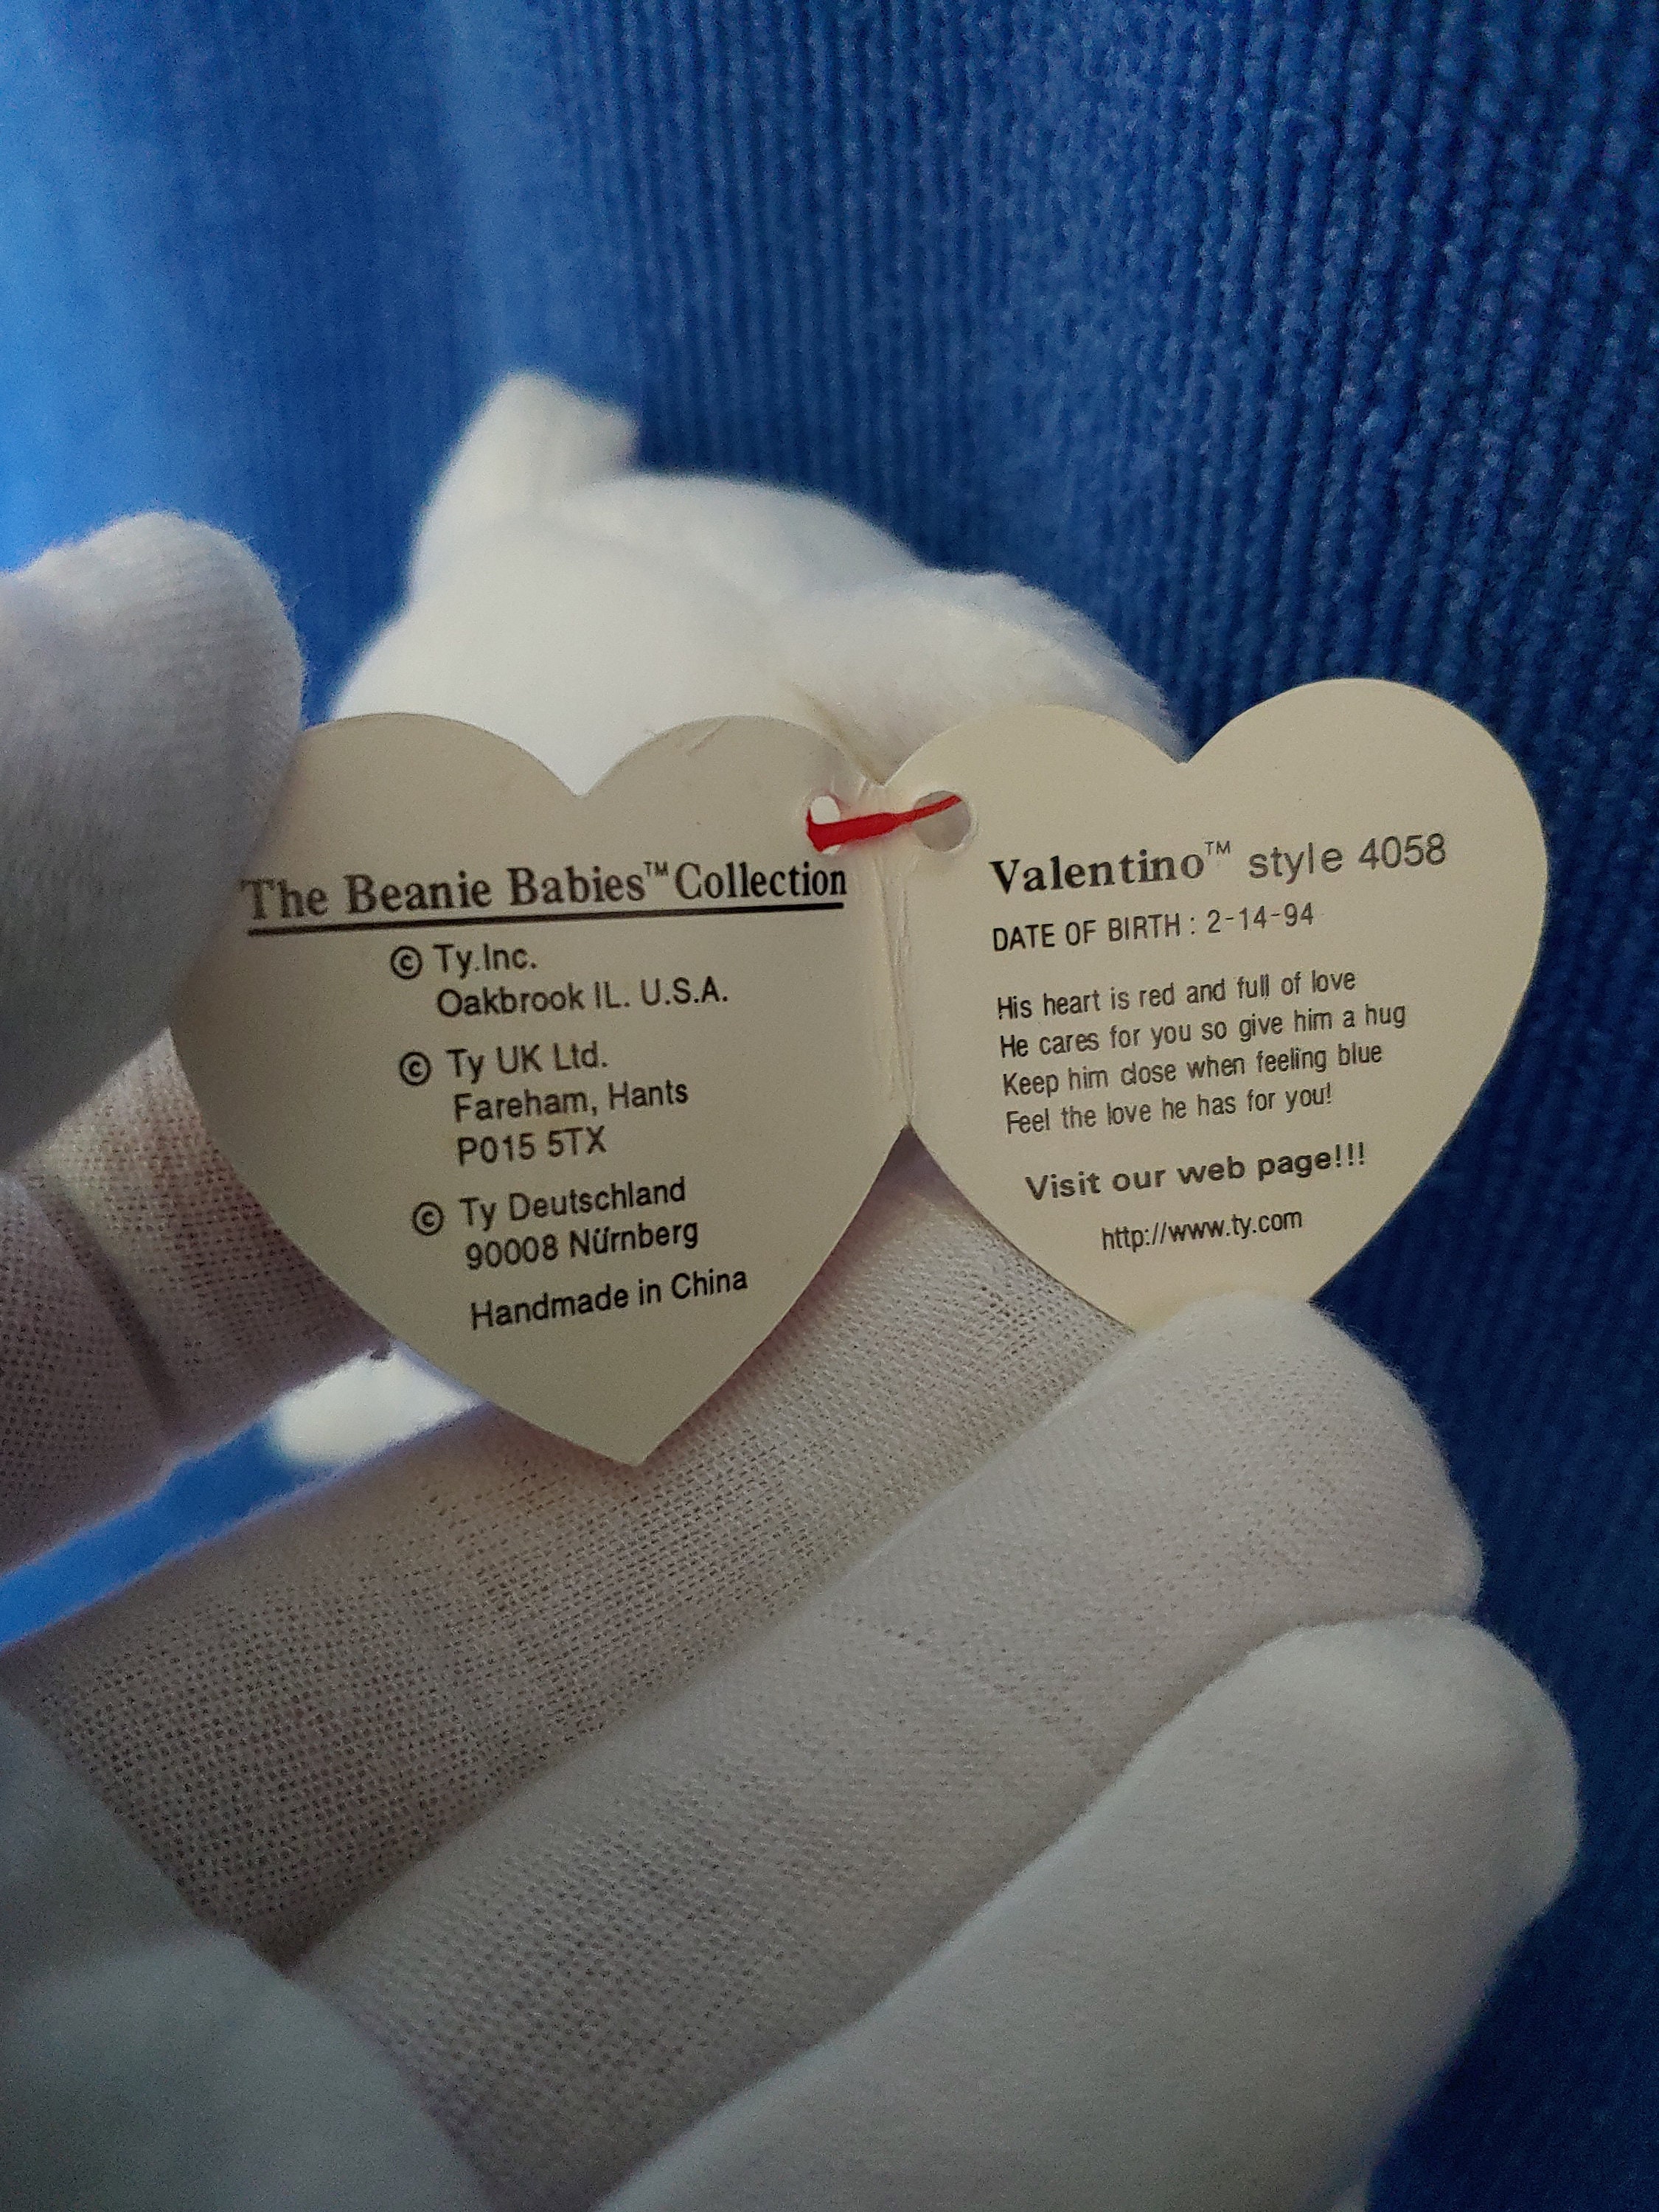 The Beanie Babies™ Collection
© Ty.Inc.
Oakbrook IL. U.S.A.
© Ty UK Ltd.
Fareham, Hants
P015 5TX
© Ty Deutschland
90008 Nürnberg
Handmade in China
Valentino™ style 4058
DATE OF BIRTH : 2-14-94
His heart is red and full of love
He cares for you so give him a hug
Keep him close when feeling blue
Feel the love he has for you!
Visit our web page!!!
http://www.ty.com